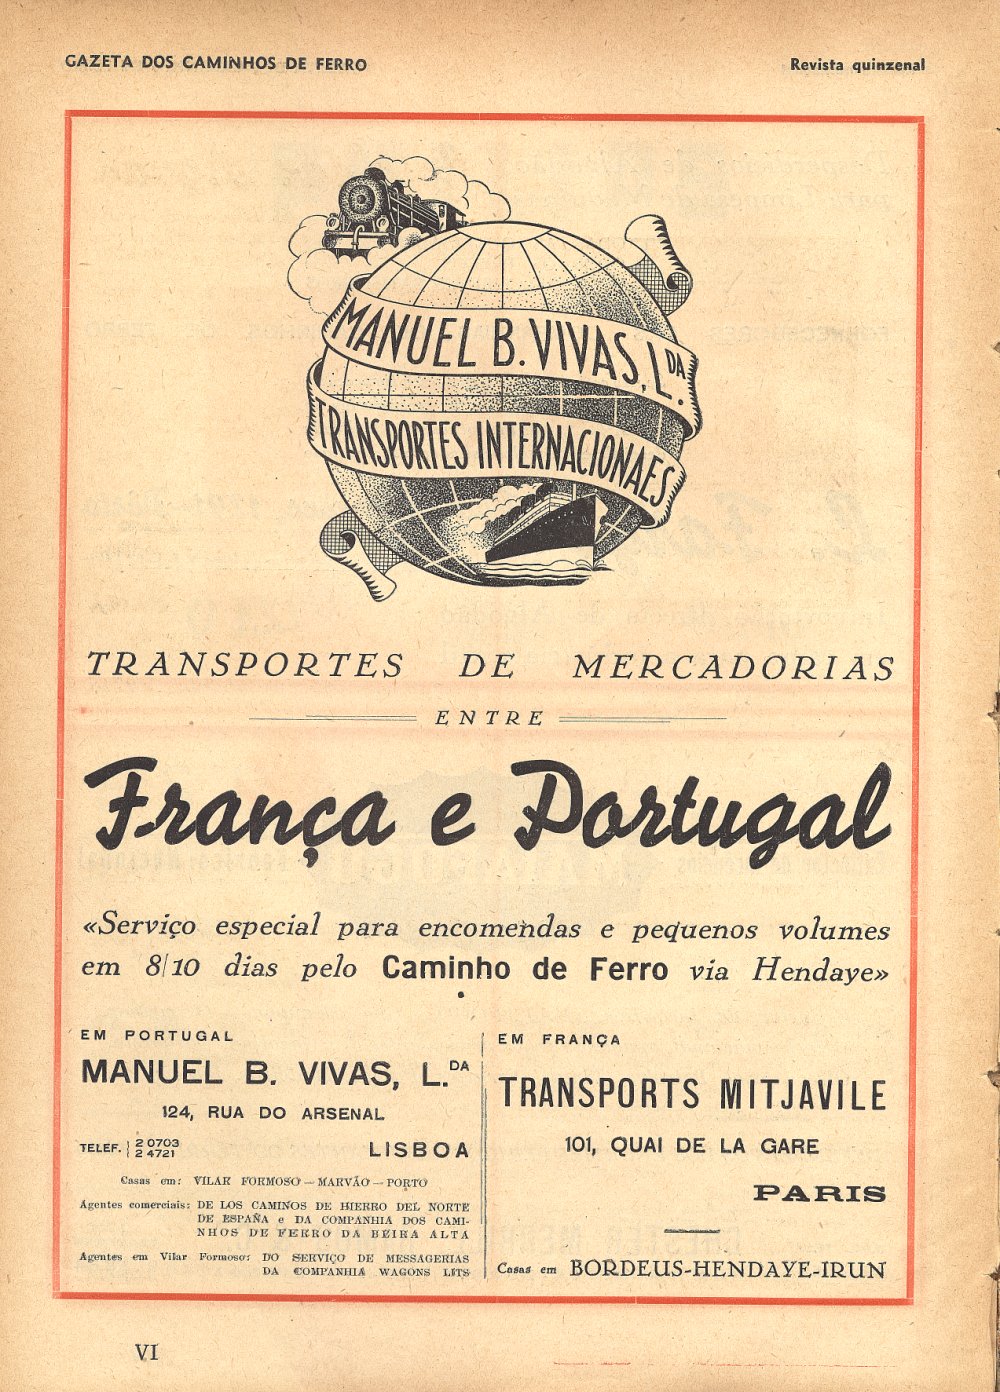 GAZETA DOS CAMINHOS DE FERRO
Revista quinzenal
MANUEL B. VIVAS, L.DA
TRANSPORTES INTERNACIONAES
TRANSPORTES DE MERCADORIAS
ENTRE
França e Portugal
«Serviço especial para encomendas e pequenos volumes
em 8/10 dias pelo Caminho de Ferro via Hendaye»
EM PORTUGAL
MANUEL B. VIVAS, L.DA
124, RUA DO ARSENAL
TELEF. { 2 0703
2 4721
LISBOA
Casas em: VILAR FORMOSO—MARVÃO—PORTO
Agentes comerciais: DE LOS CAMINOS DE HIERRO DEL NORTE
DE ESPAÑA e DA COMPANHIA DOS CAMI-
NHOS DE FERRO DA BEIRA ALTA
Agentes em Vilar Formoso: DO SERVIÇO DE MESSAGERIAS
DA COMPANHIA WAGONS LITS
EM FRANÇA
TRANSPORTS MITJAVILE
101, QUAI DE LA GARE
PARIS
Casas em BORDEUS-HENDAYE-IRUN
VI